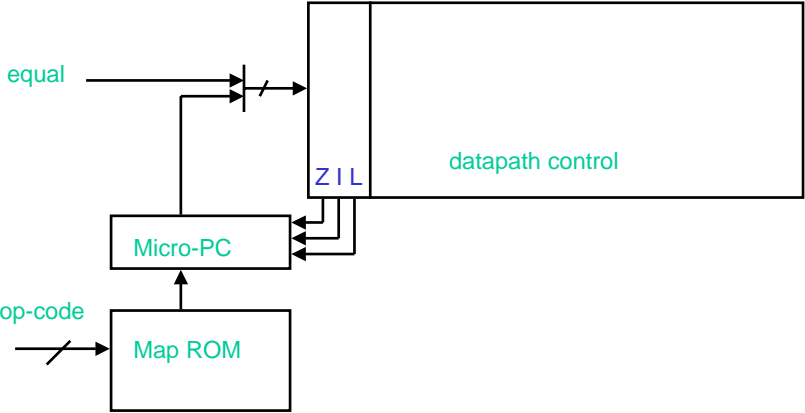 equal
datapath control
Z I L
Micro-PC
op-code
Map ROM